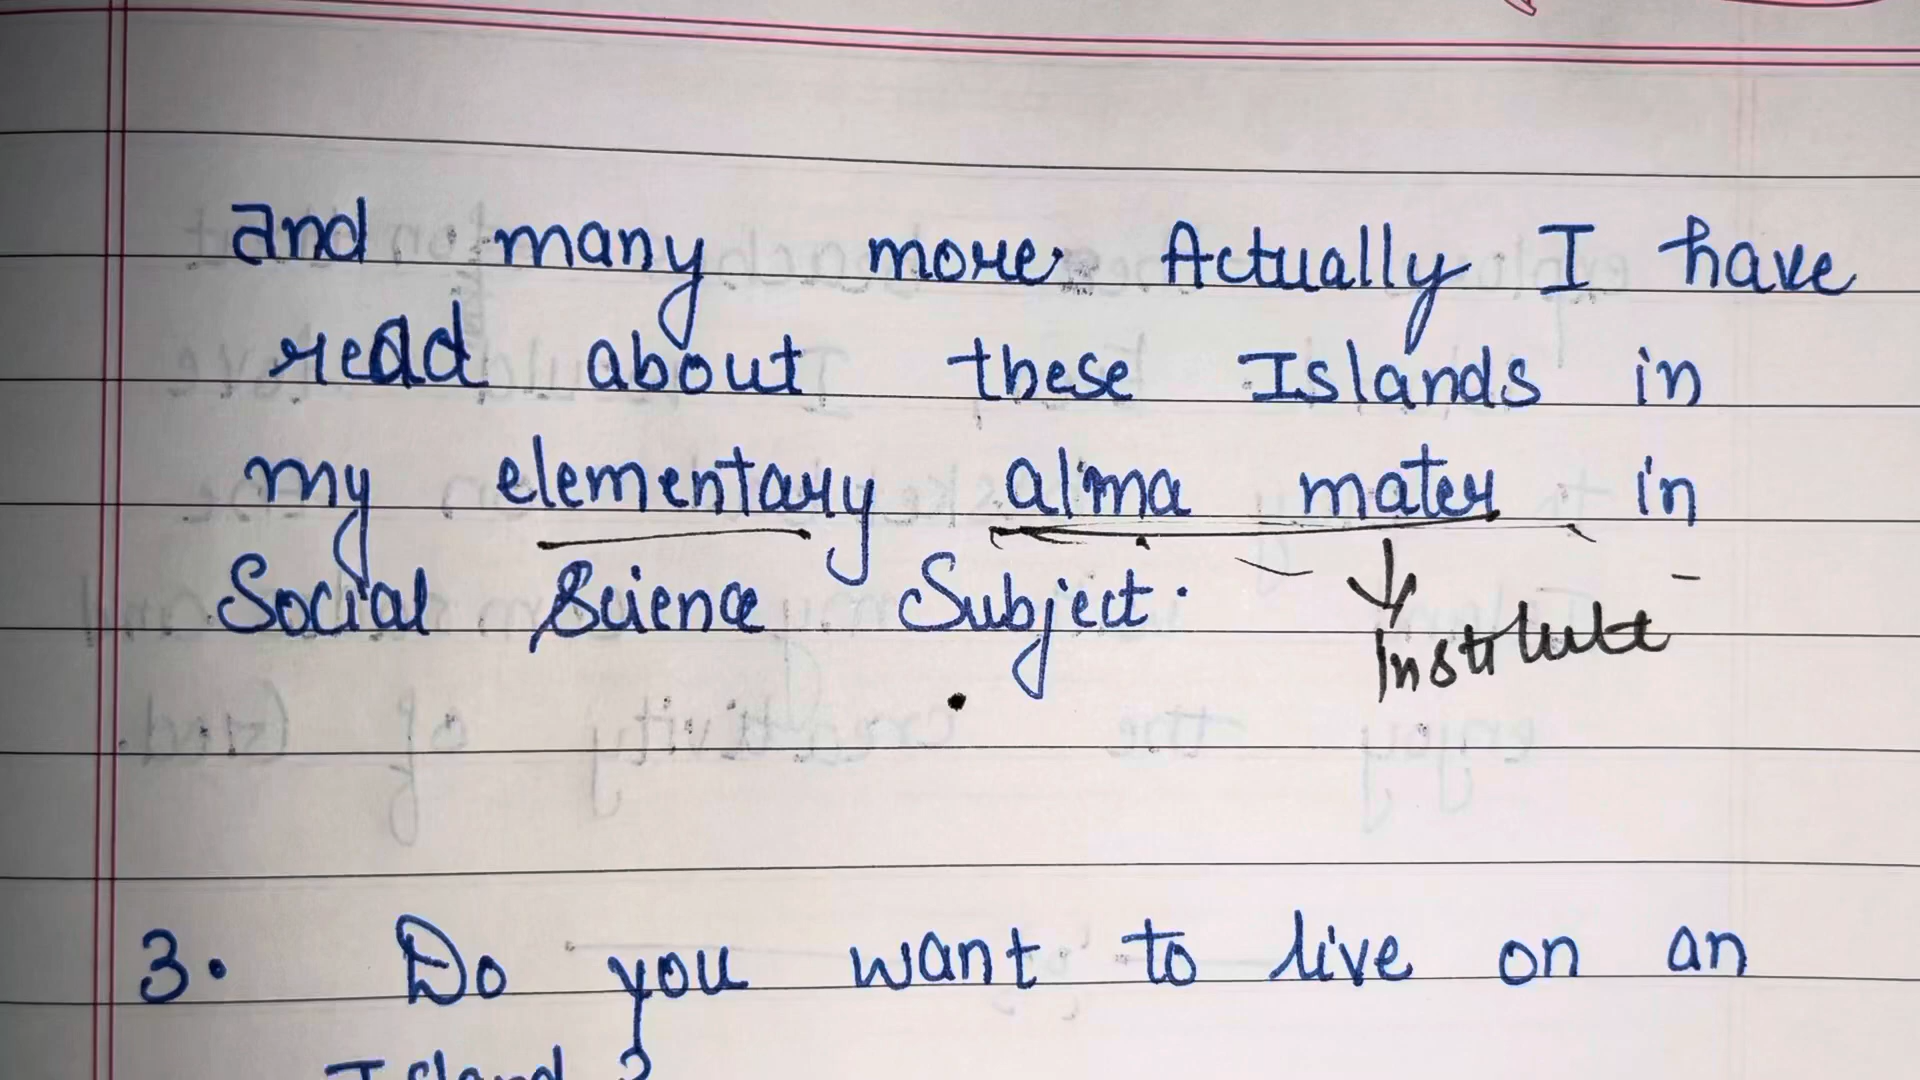 and many more. Actually I have
read about these Islands in
my elementary alma mater in
Social Science Subject.
Institute
3. Do you want to live on an
Island ?